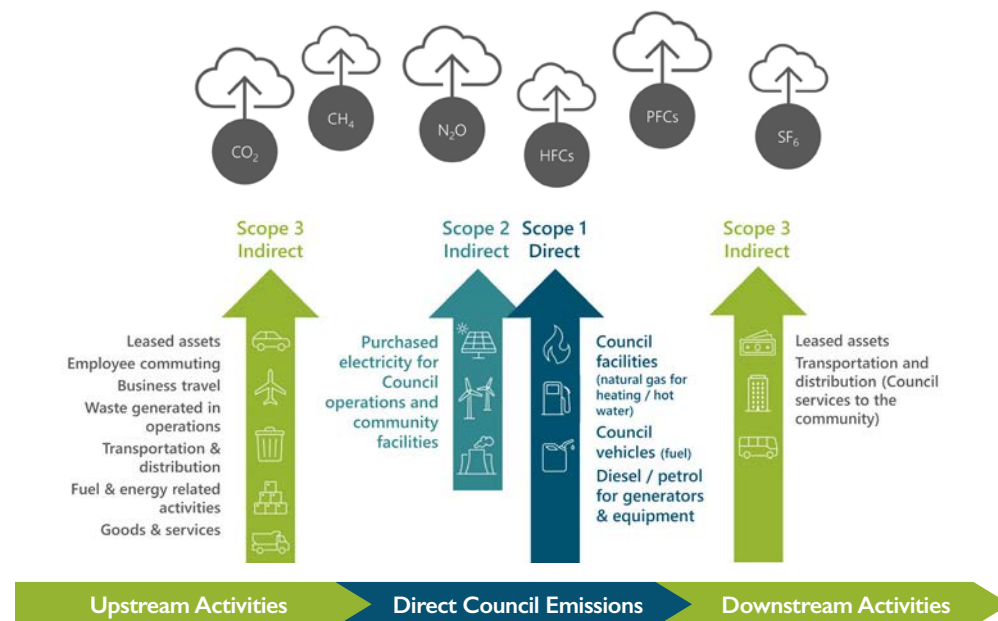 CO₂
CH₄
N₂O
HFCs
PFCs
SF₆
Scope 3
Indirect
Leased assets
Employee commuting
Business travel
Waste generated in
operations
Transportation &
distribution
Fuel & energy related
activities
Goods & services
Scope 2
Indirect
Purchased
electricity for
Council
operations and
community
facilities
Scope 1
Direct
Council
facilities
(natural gas for
heating / hot
water)
Council
vehicles (fuel)
Diesel / petrol
for generators
& equipment
Scope 3
Indirect
Leased assets
Transportation and
distribution (Council
services to the
community)
Upstream Activities
Direct Council Emissions
Downstream Activities